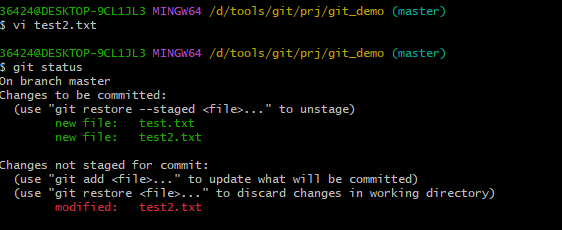 36424@DESKTOP-9CL1JL3 MINGW64 /d/tools/git/prj/git_demo (master)
$ vi test2.txt

36424@DESKTOP-9CL1JL3 MINGW64 /d/tools/git/prj/git_demo (master)
$ git status
On branch master
Changes to be committed:
  (use "git restore --staged <file>..." to unstage)
        new file:   test.txt
        new file:   test2.txt

Changes not staged for commit:
  (use "git add <file>..." to update what will be committed)
  (use "git restore <file>..." to discard changes in working directory)
        modified:   test2.txt